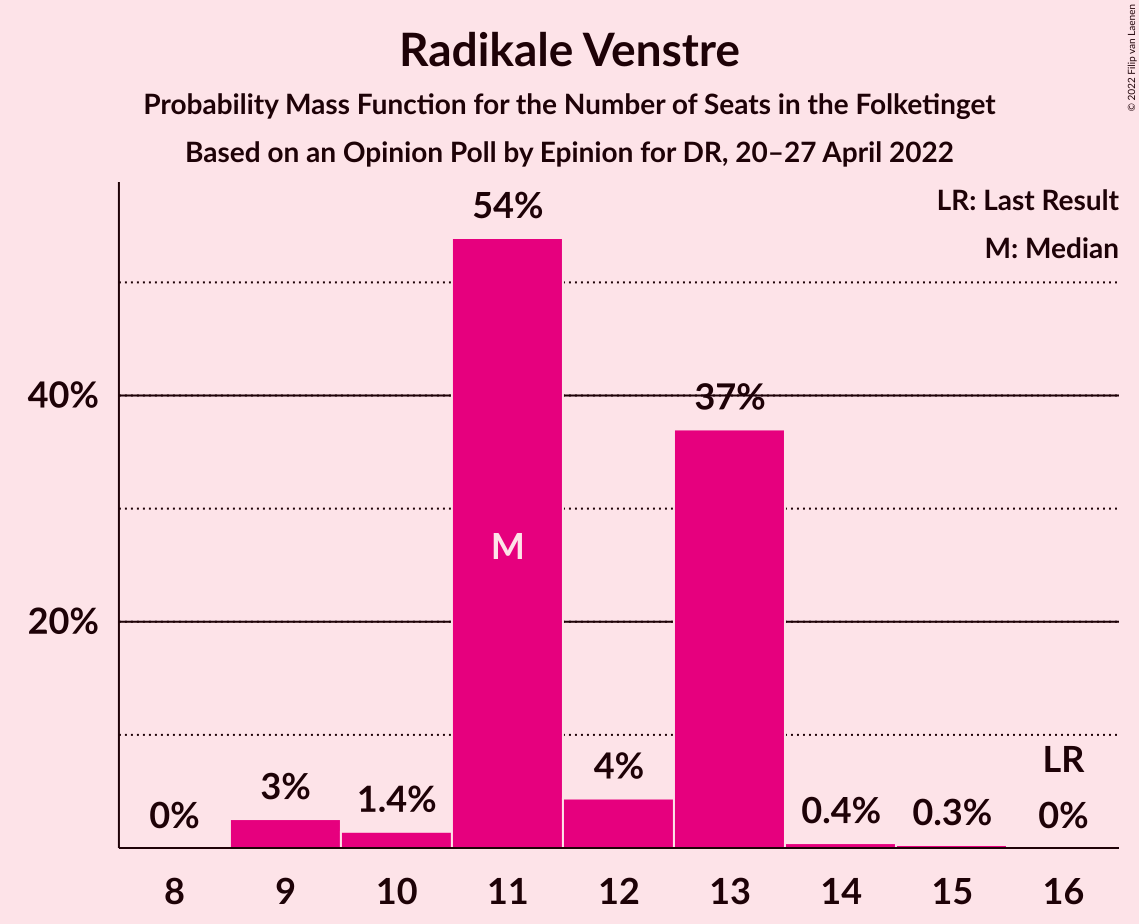 Radikale Venstre
Probability Mass Function for the Number of Seats in the Folketinget
Based on an Opinion Poll by Epinion for DR, 20–27 April 2022
© 2022 Filip van Laenen
LR: Last Result
M: Median
40%
20%
0%
3%
1.4%
54%
M
4%
37%
0.4%
0.3%
LR
0%
8 9 10 11 12 13 14 15 16